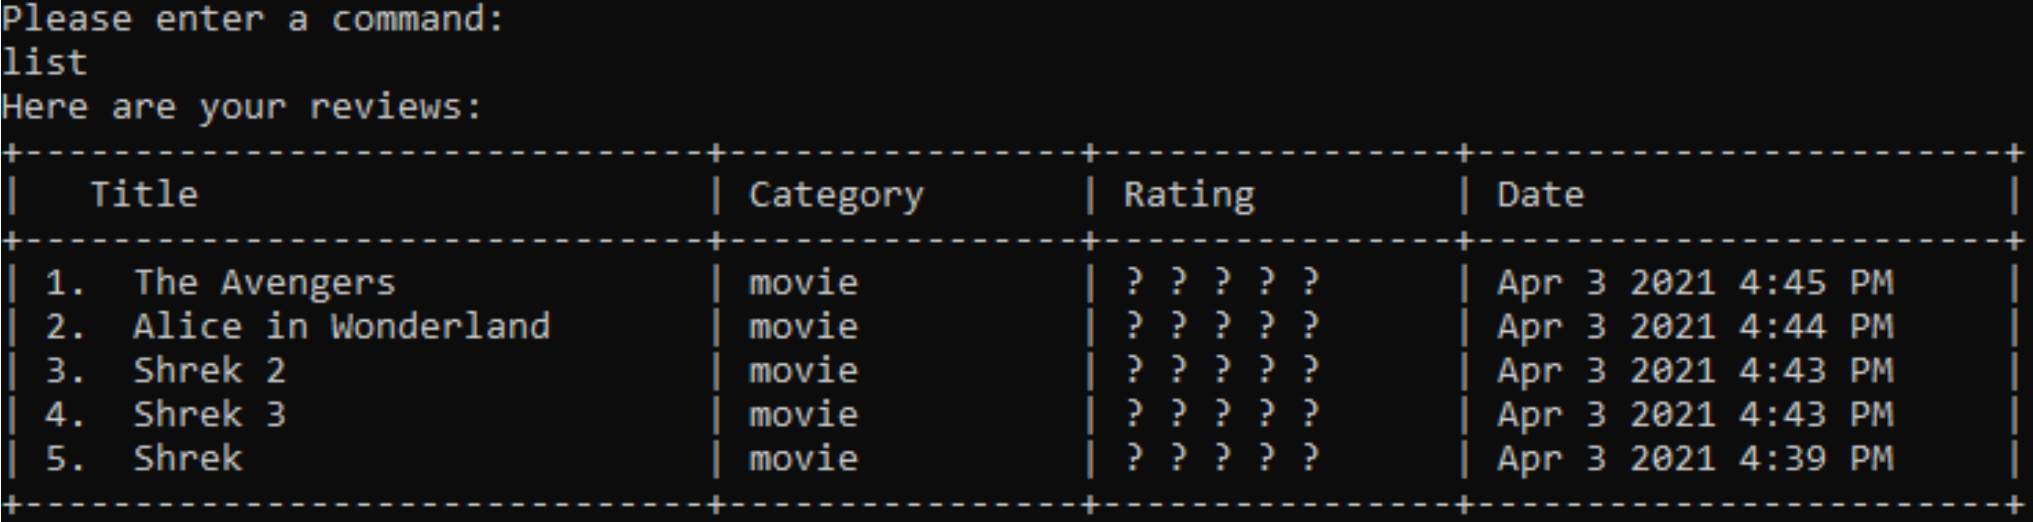 Please enter a command:
list
Here are your reviews:
+-------------------------------+----------------+----------------+------------------------+
|   Title                       | Category       | Rating         | Date                   |
+-------------------------------+----------------+----------------+------------------------+
| 1.  The Avengers              | movie          | ? ? ? ? ?      | Apr 3 2021 4:45 PM     |
| 2.  Alice in Wonderland       | movie          | ? ? ? ? ?      | Apr 3 2021 4:44 PM     |
| 3.  Shrek 2                   | movie          | ? ? ? ? ?      | Apr 3 2021 4:43 PM     |
| 4.  Shrek 3                   | movie          | ? ? ? ? ?      | Apr 3 2021 4:43 PM     |
| 5.  Shrek                     | movie          | ? ? ? ? ?      | Apr 3 2021 4:39 PM     |
+-------------------------------+----------------+----------------+------------------------+